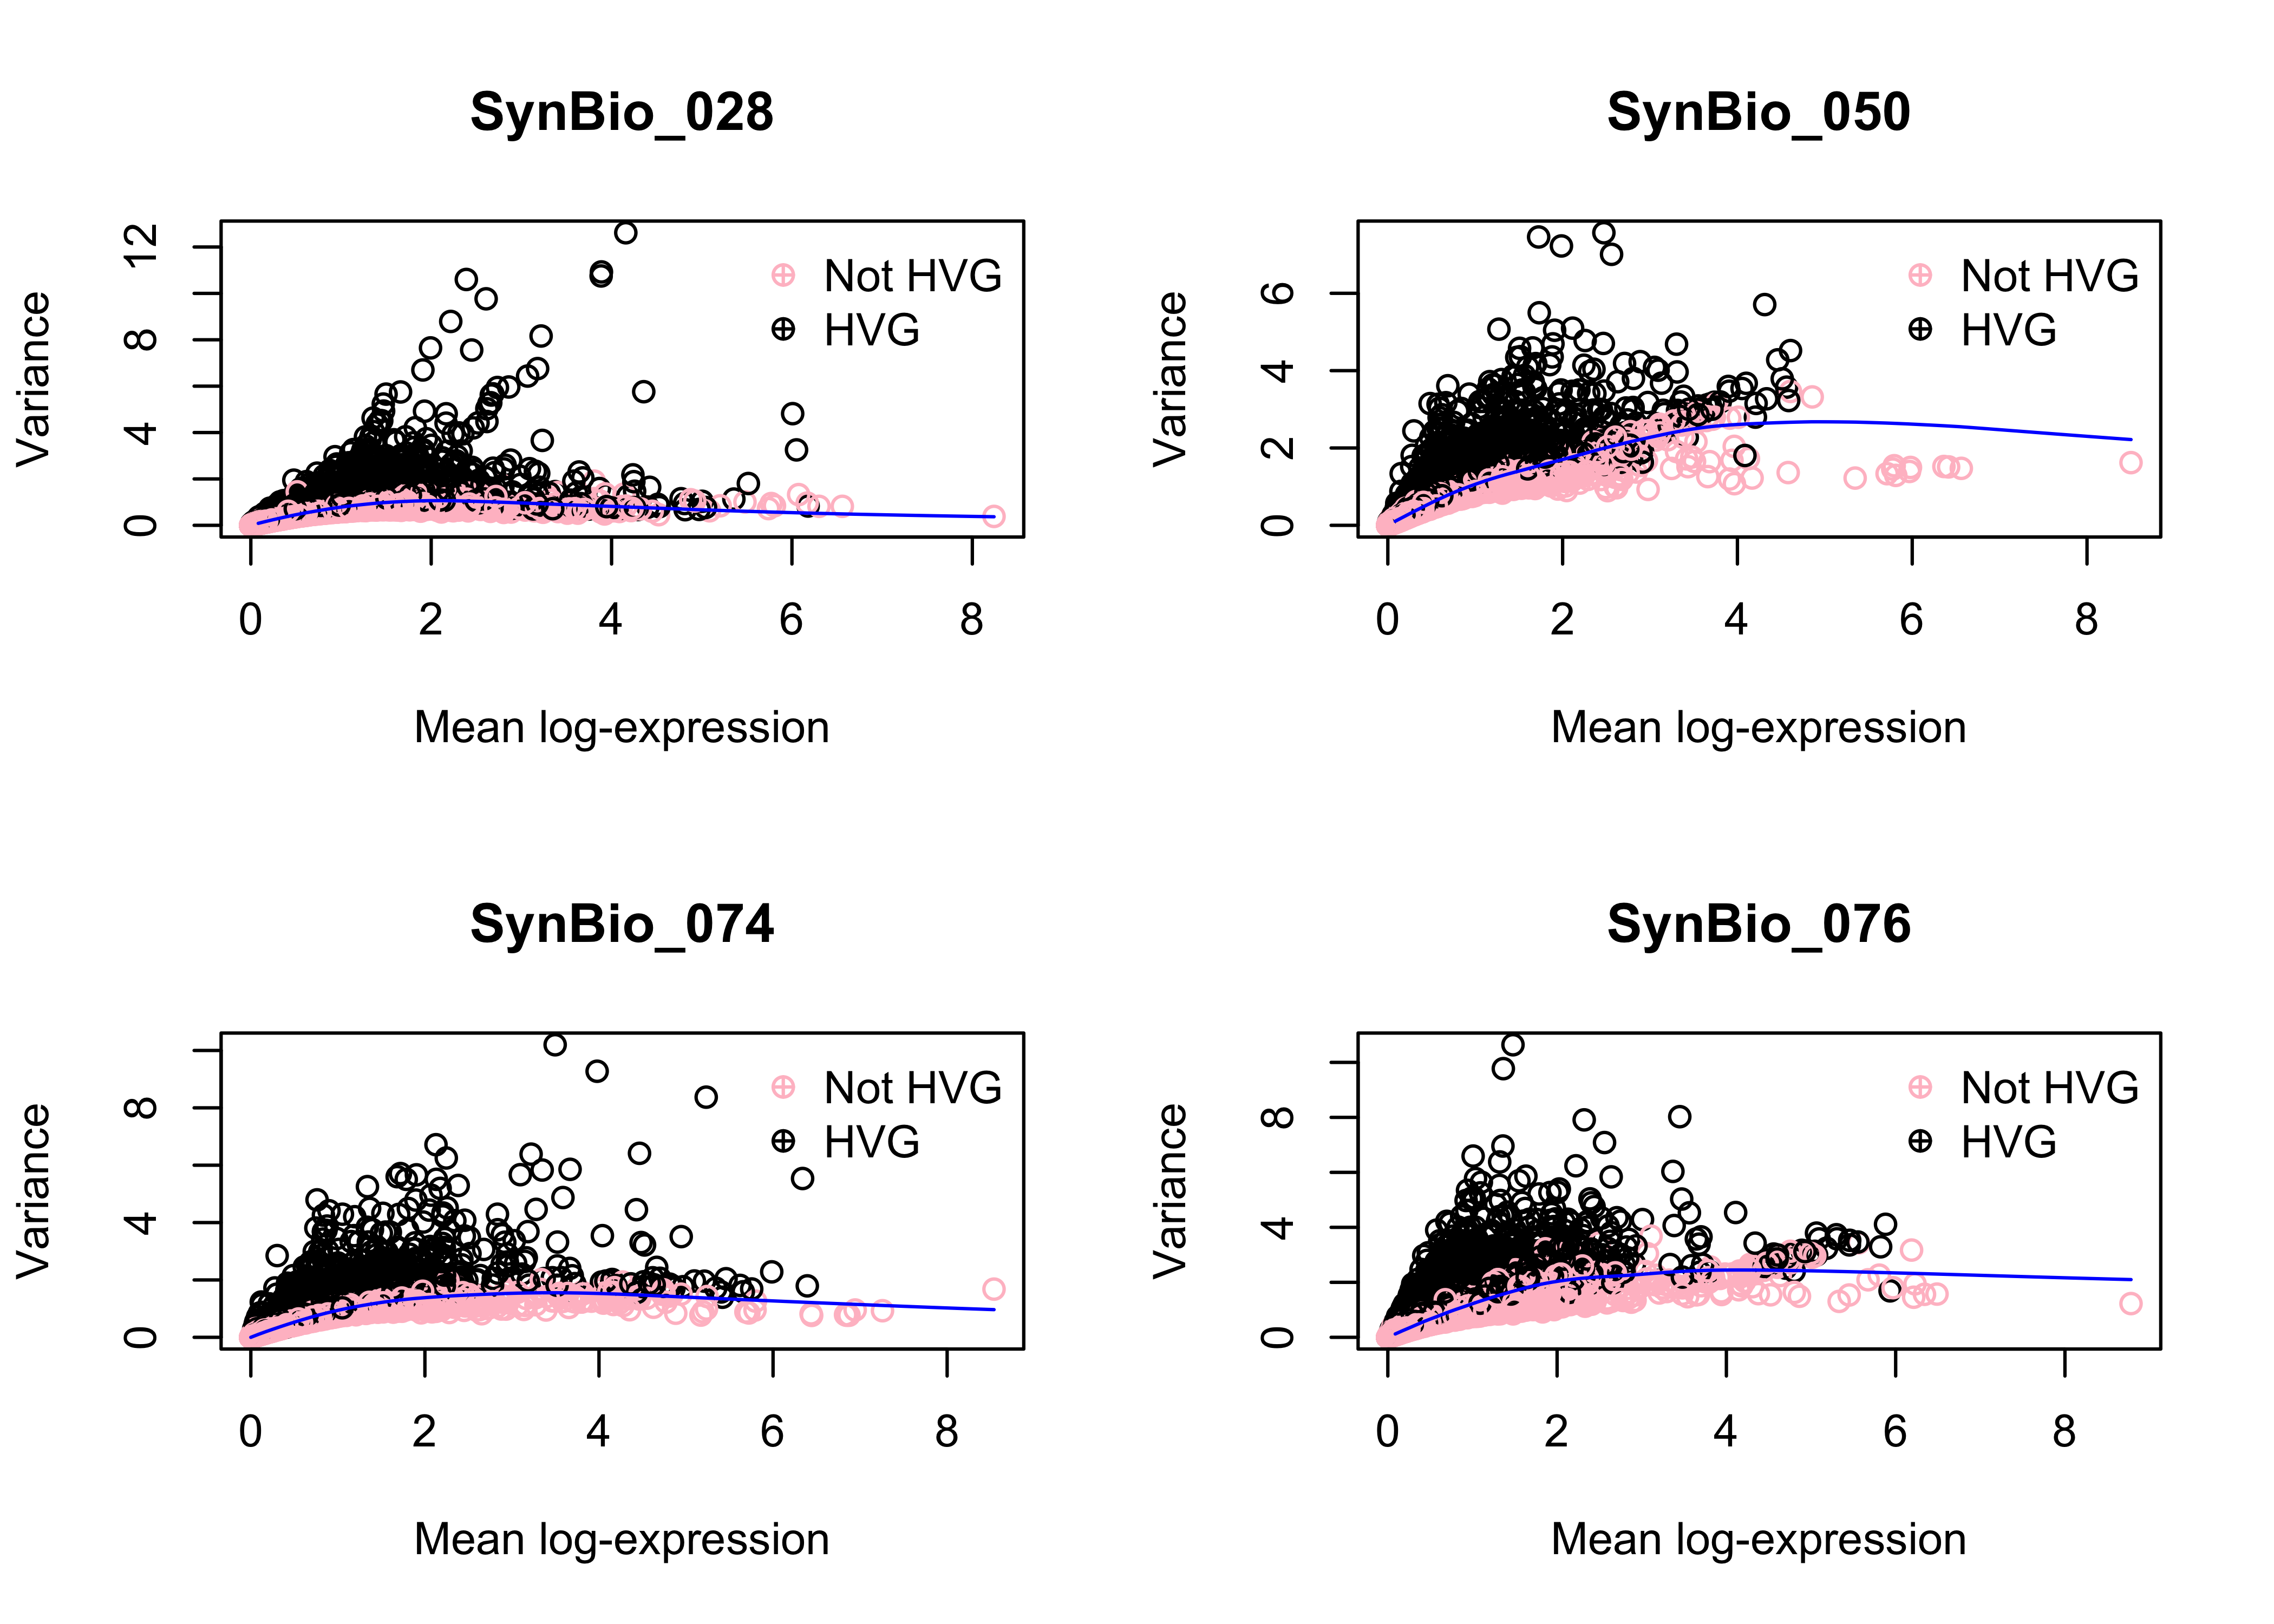 SynBio_028
Variance
12
8
4
0
Not HVG
HVG
0 2 4 6 8
Mean log-expression
SynBio_050
Variance
6
4
2
0
Not HVG
HVG
0 2 4 6 8
Mean log-expression
SynBio_074
Variance
8
4
0
Not HVG
HVG
0 2 4 6 8
Mean log-expression
SynBio_076
Variance
8
4
0
Not HVG
HVG
0 2 4 6 8
Mean log-expression